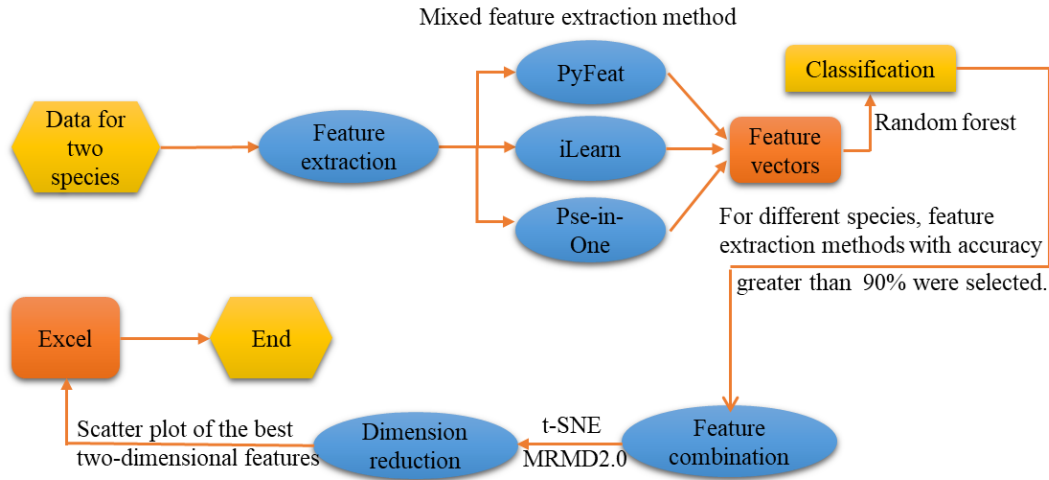 Mixed feature extraction method
Data for
two
species
Feature
extraction
PyFeat
iLearn
Pse-in-
One
Feature
vectors
Classification
Random forest
For different species, feature
extraction methods with accuracy
greater than 90% were selected.
Feature
combination
t-SNE
MRMD2.0
Dimension
reduction
Scatter plot of the best
two-dimensional features
Excel
End